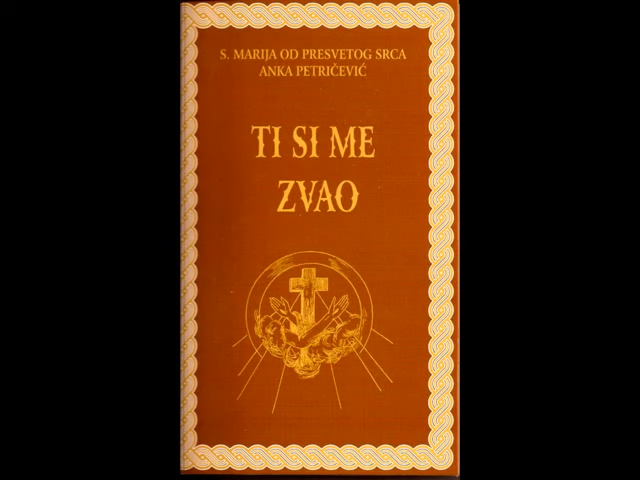 S. MARIJA OD PRESVETOG SRCA
ANKA PETRIČEVIĆ
TI SI ME
ZVAO